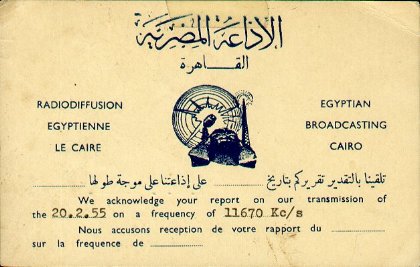 الإذاعة المصرية
القاهرة
RADIODIFFUSION
EGYPTIENNE
LE CAIRE
EGYPTIAN
BROADCASTING
CAIRO
تلقينا بالتقدير تقريركم بتاريخ ............ على إذاعتنا على موجة طولها ............
We acknowledge your report on our transmission of
the 20.2.55 on a frequency of 11670 Kc/s
Nous accusons reception de votre rapport du ............
sur la frequence de ............